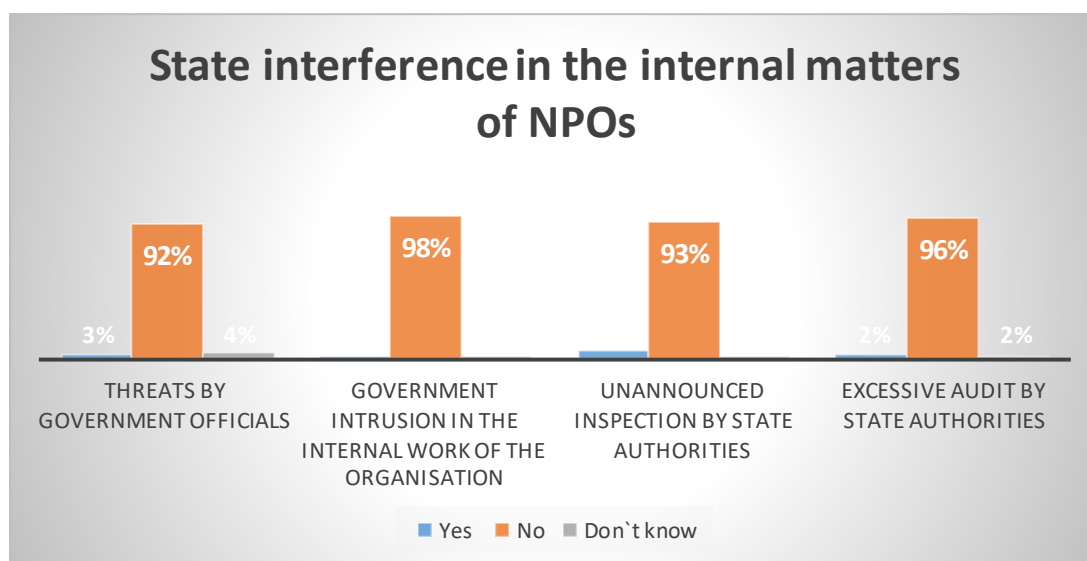 State interference in the internal matters
of NPOs
92%
98%
93%
96%
3%
4%
2%
2%
THREATS BY
GOVERNMENT OFFICIALS
GOVERNMENT
INTRUSION IN THE
INTERNAL WORK OF THE
ORGANISATION
UNANNOUNCED
INSPECTION BY STATE
AUTHORITIES
EXCESSIVE AUDIT BY
STATE AUTHORITIES
Yes No Don`t know